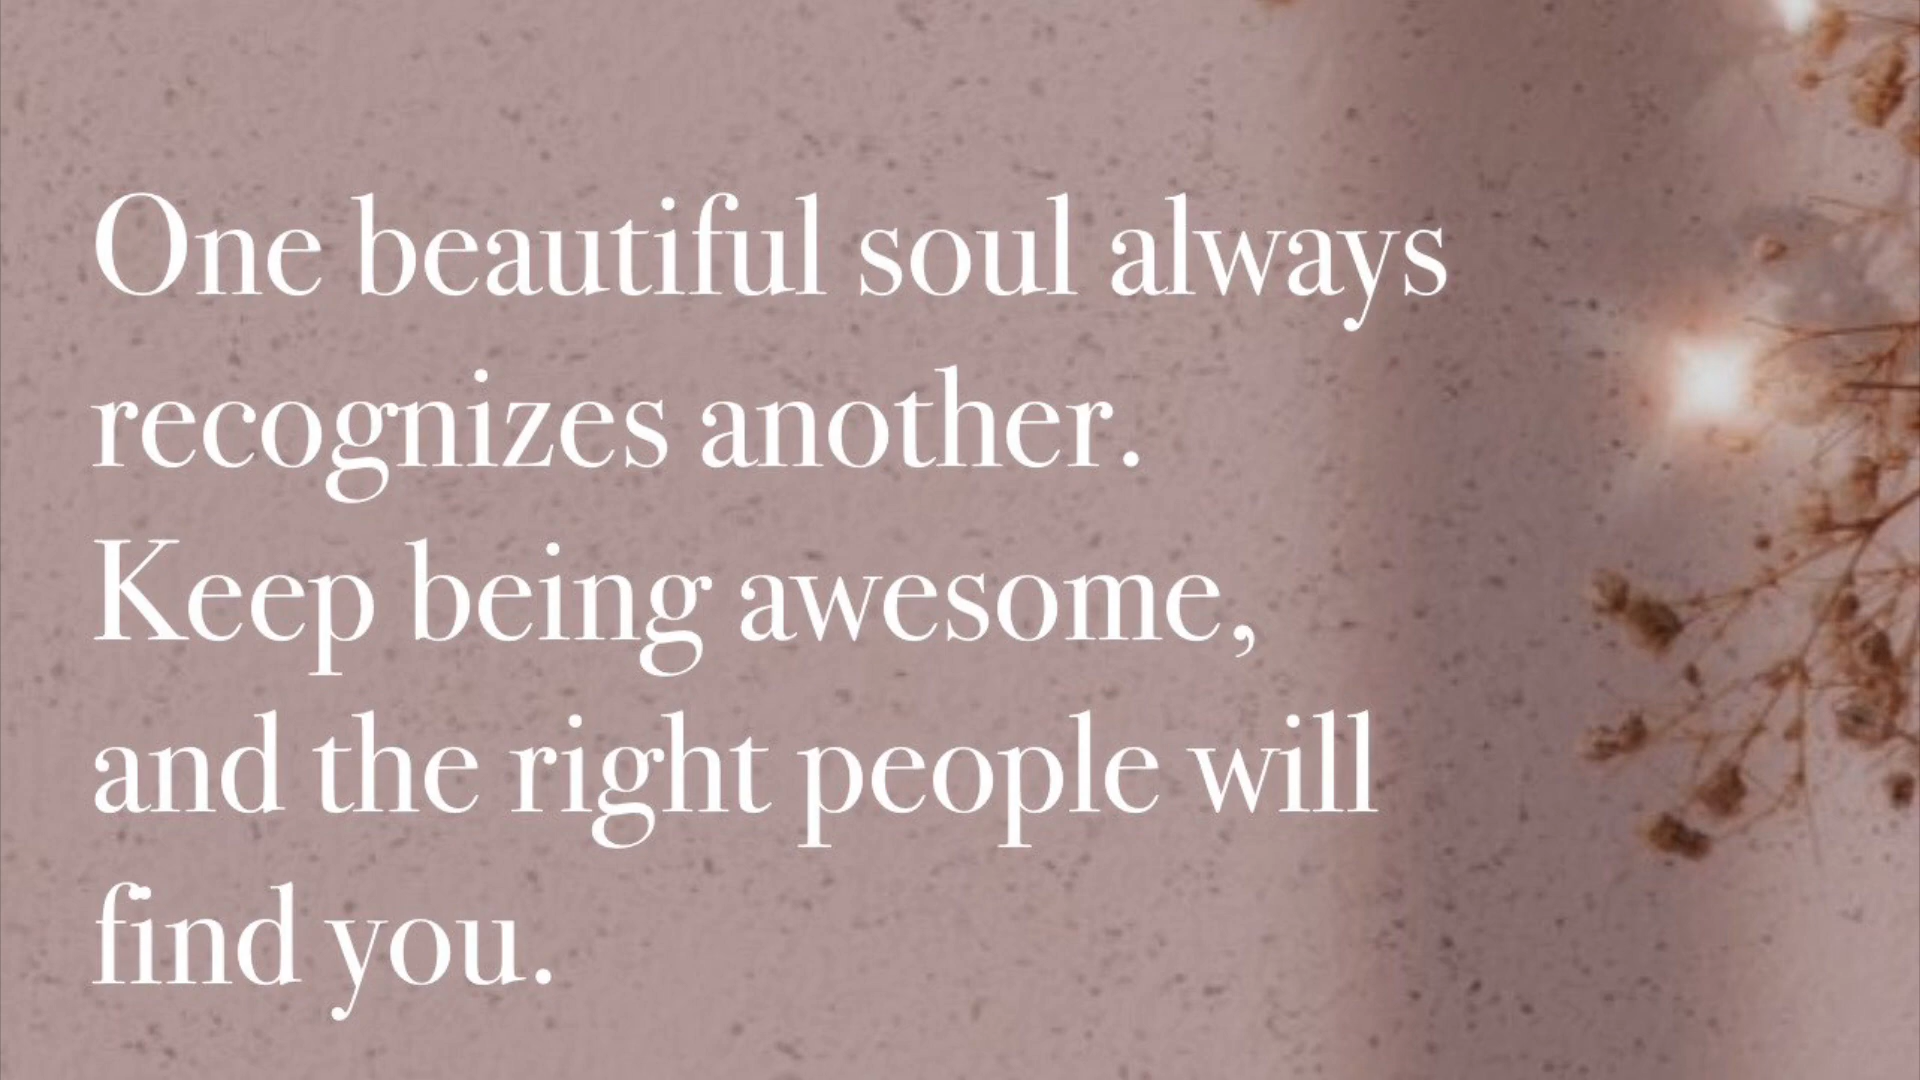 One beautiful soul always
recognizes another.
Keep being awesome,
and the right people will
find you.